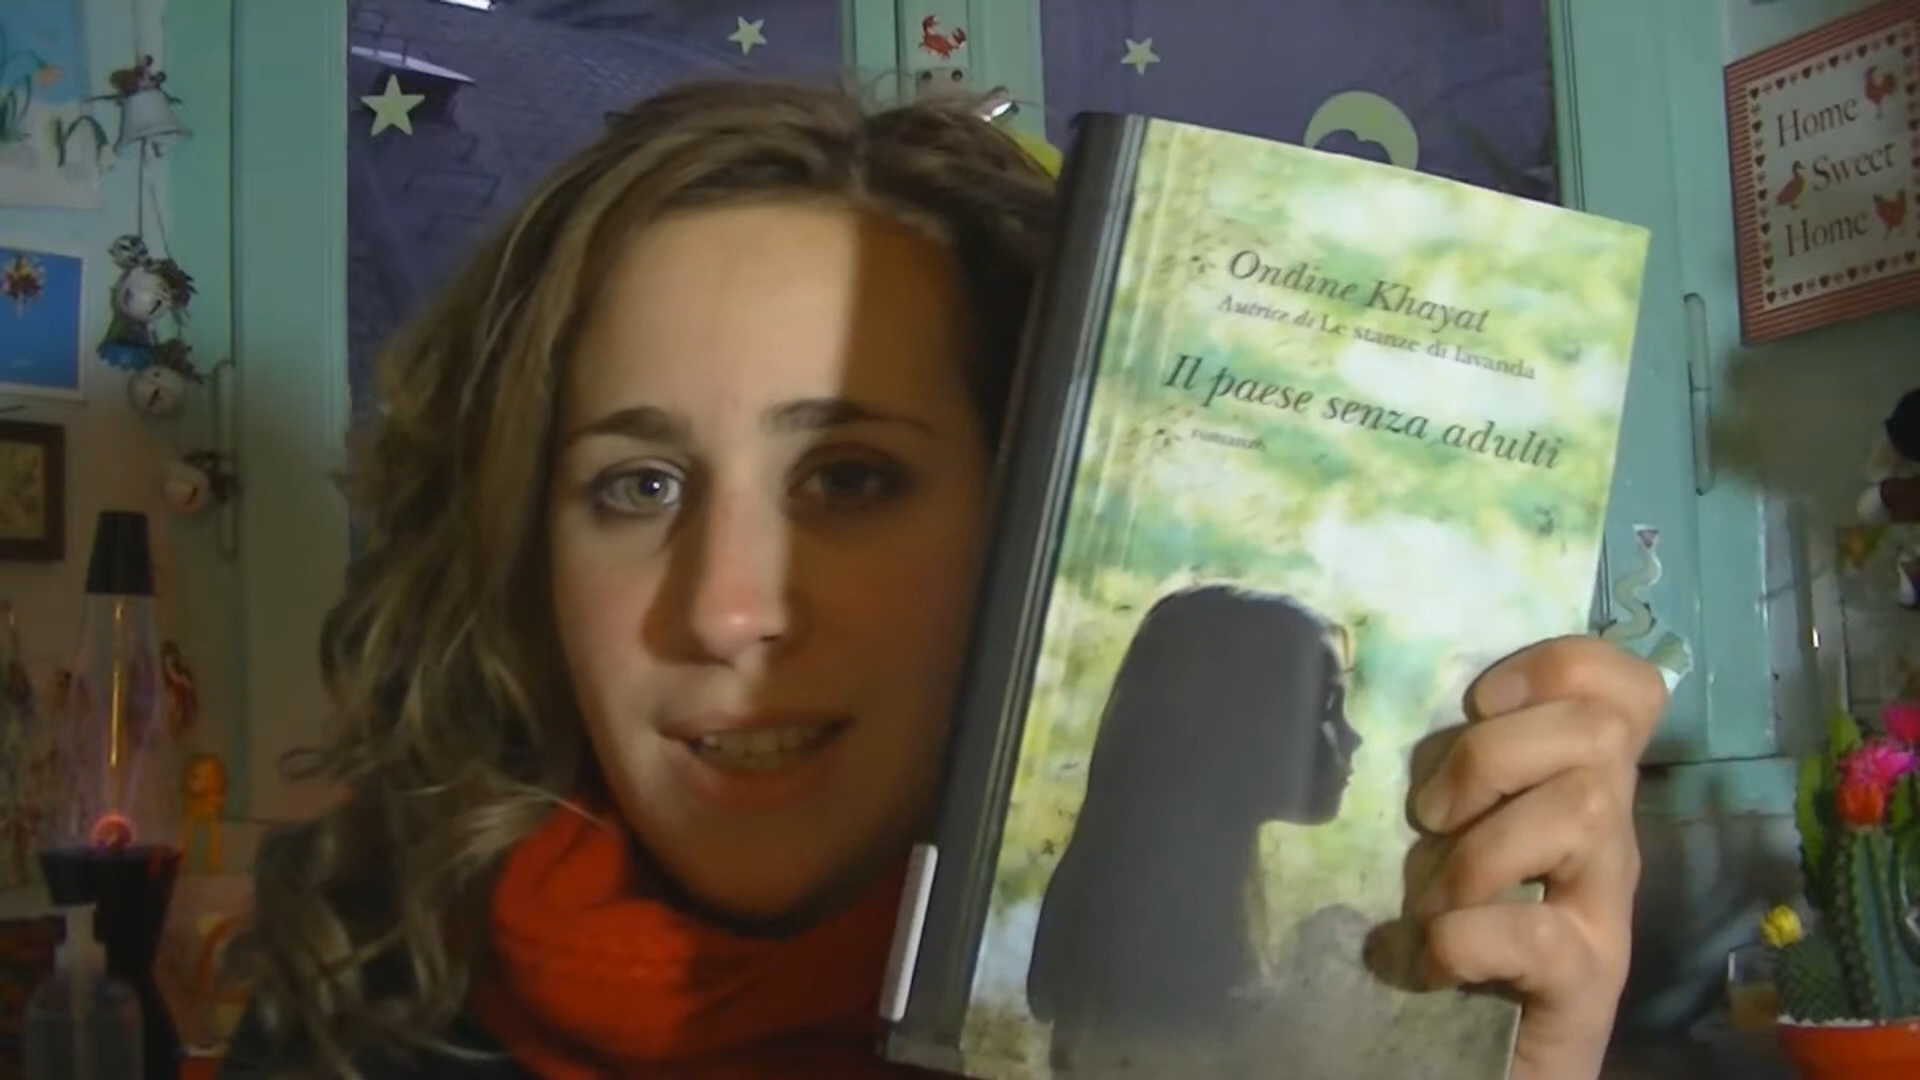 Ondine Khayat
Autrice di Le stanze di lavanda
Il paese senza adulti
romanzo
Home
Sweet
Home